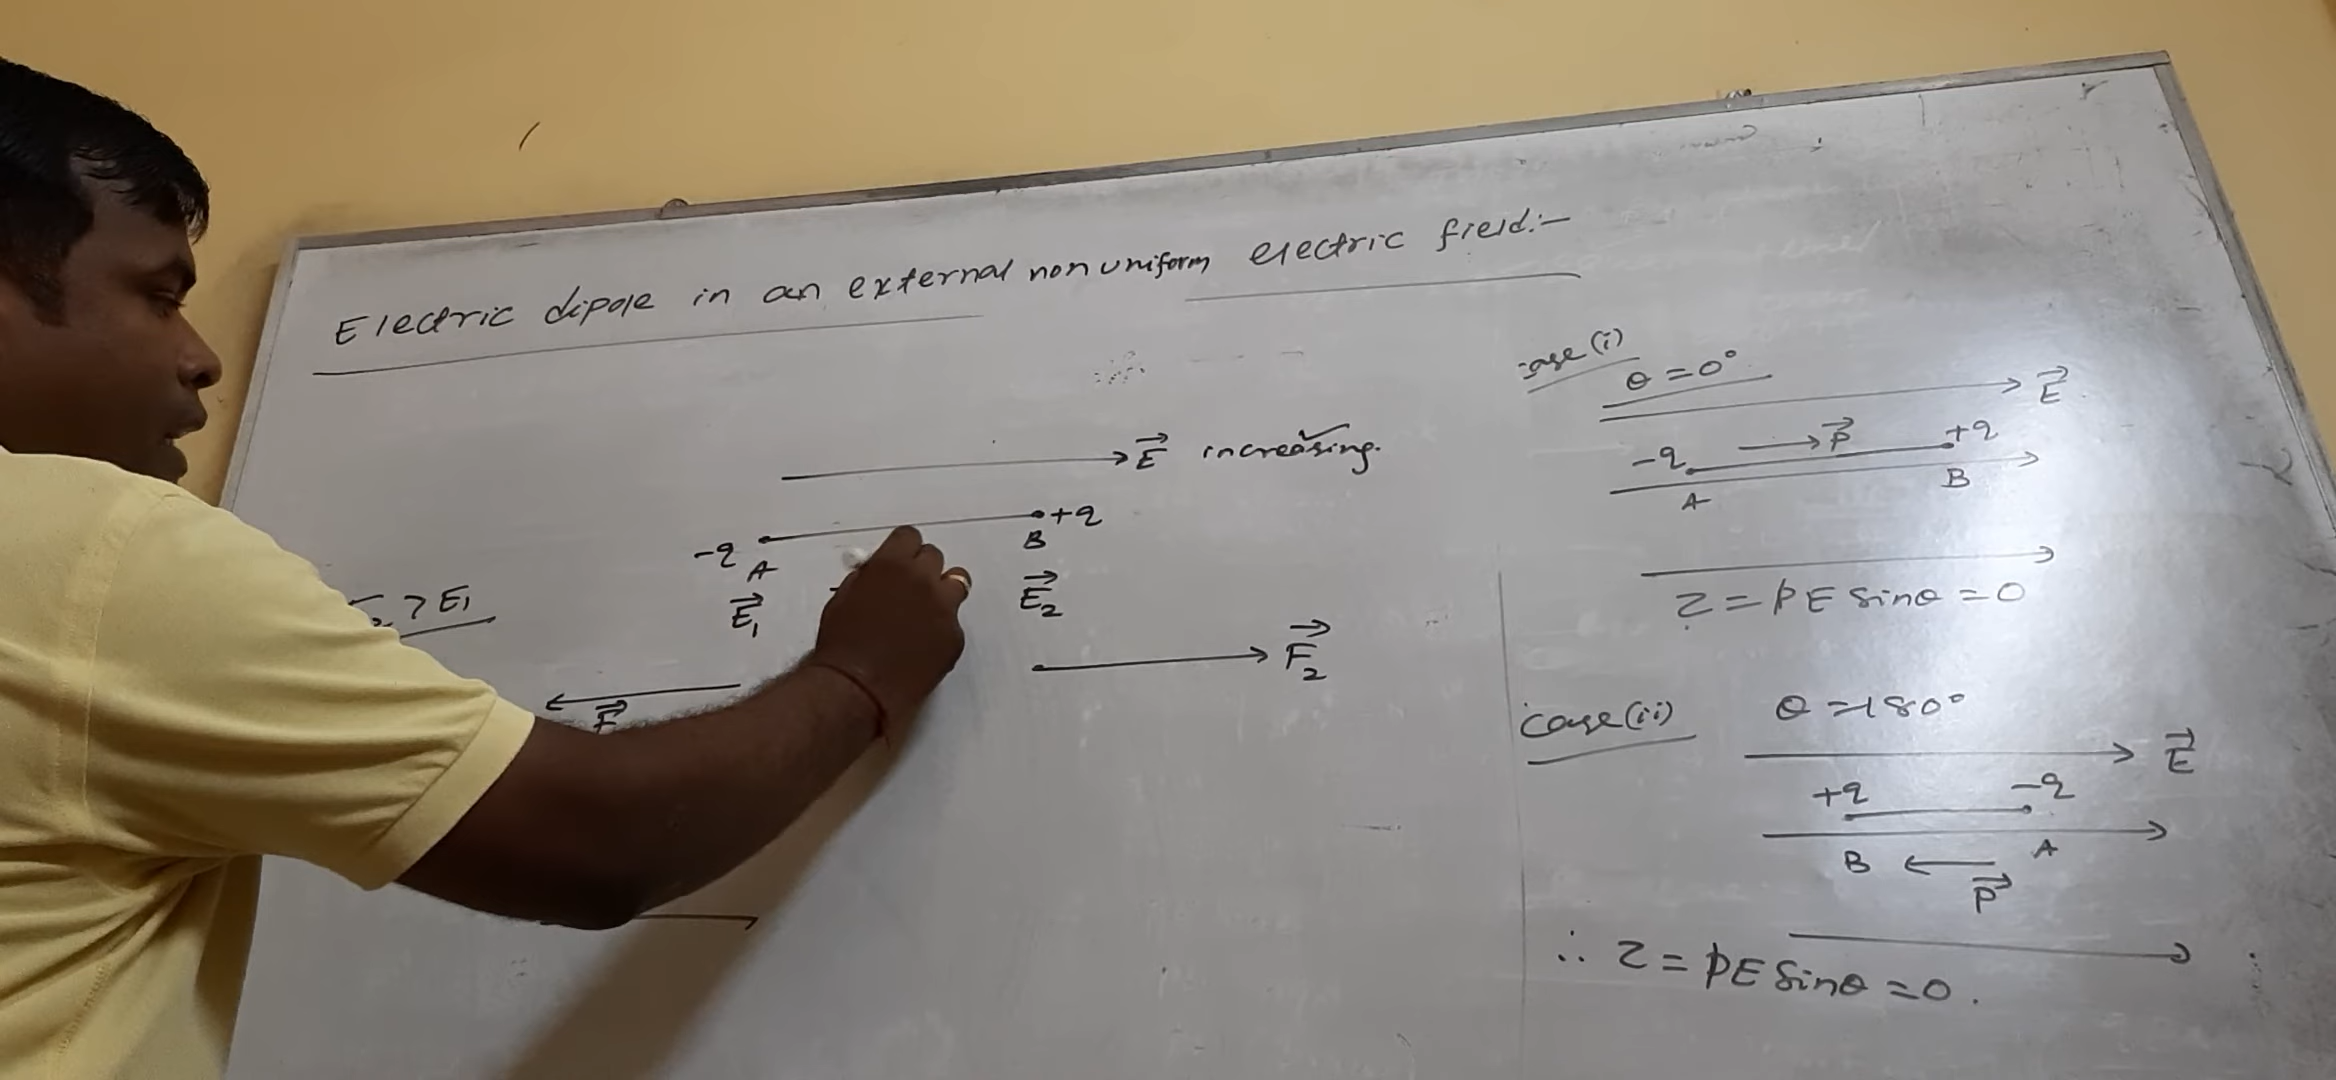 Electric dipole in an external non uniform electric field:-
E⃗ increasing.
-q A
B +q
E⃗₁
E⃗₂
> E₁
F⃗
F⃗₂
case (i)
θ = 0°
E⃗
-q P⃗ +q
A B
τ = PE sinθ = 0
case (ii) θ = 180°
E⃗
+q -q
B A
P⃗
∴ τ = PE sinθ = 0.